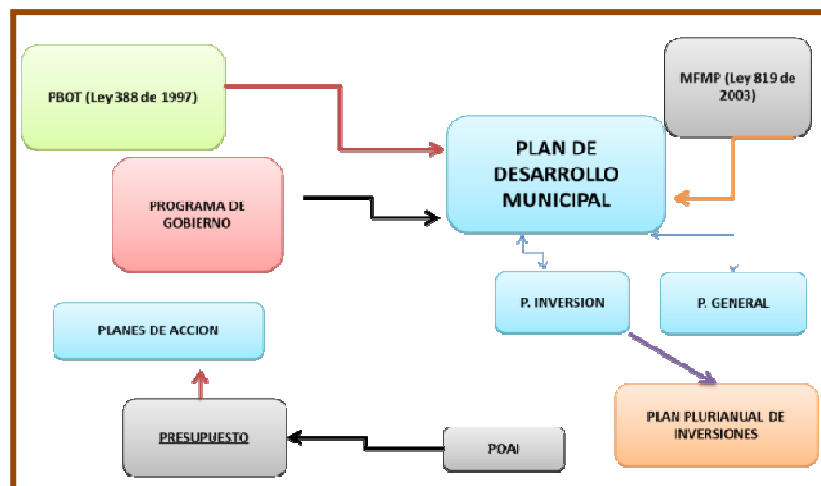 PBOT (Ley 388 de 1997)
MFMP (Ley 819 de
2003)
PLAN DE
DESARROLLO
MUNICIPAL
PROGRAMA DE
GOBIERNO
P. INVERSION
P. GENERAL
PLANES DE ACCION
PLAN PLURIANUAL DE
INVERSIONES
PRESUPUESTO
POAI